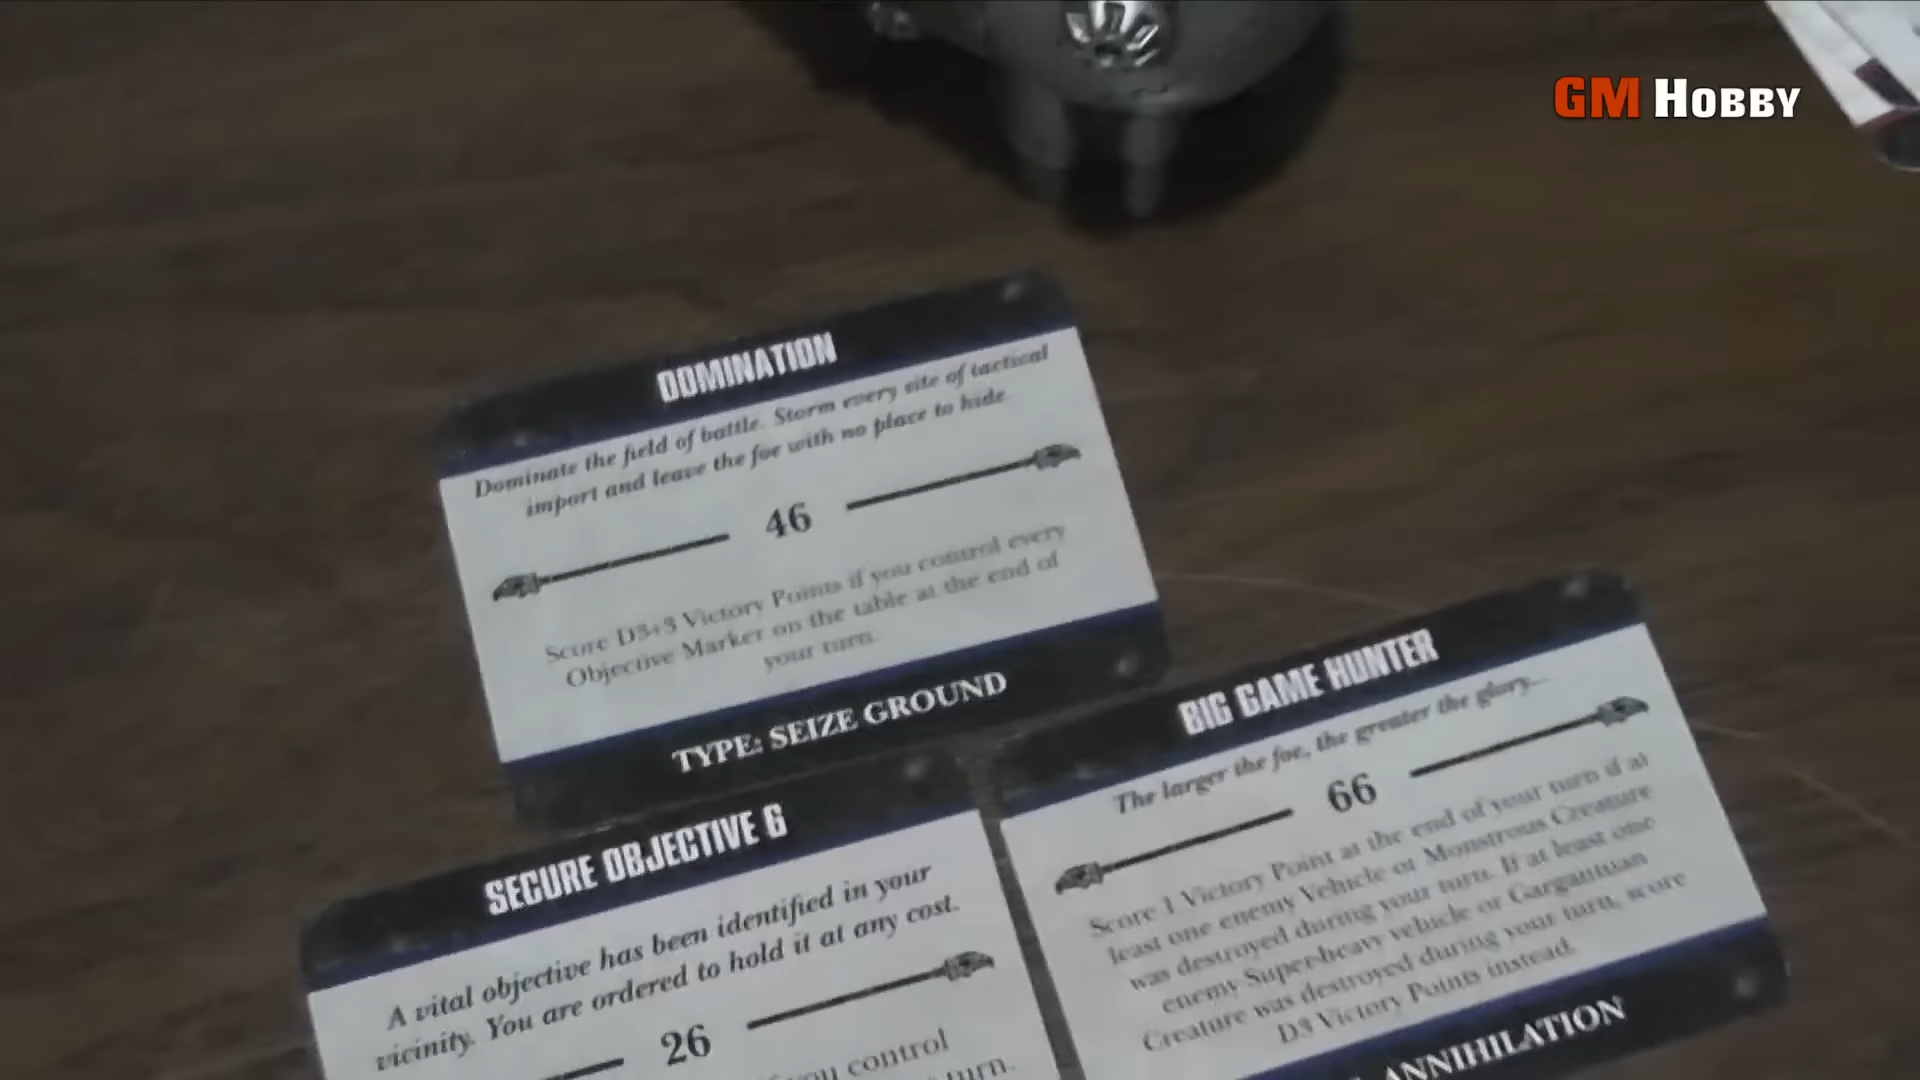 GM HOBBY
DOMINATION
Dominate the field of battle. Storm every site of tactical
import and leave the foe with no place to hide.
46
Score D3+3 Victory Points if you control every
Objective Marker on the table at the end of
your turn.
TYPE: SEIZE GROUND
BIG GAME HUNTER
The larger the foe, the greater the glory...
66
Score 1 Victory Point at the end of your turn if at
least one enemy Vehicle or Monstrous Creature
was destroyed during your turn. If at least one
enemy Super-heavy vehicle or Gargantuan
Creature was destroyed during your turn, score
D3 Victory Points instead.
ANNIHILATION
SECURE OBJECTIVE 6
A vital objective has been identified in your
vicinity. You are ordered to hold it at any cost.
26
you control
turn.